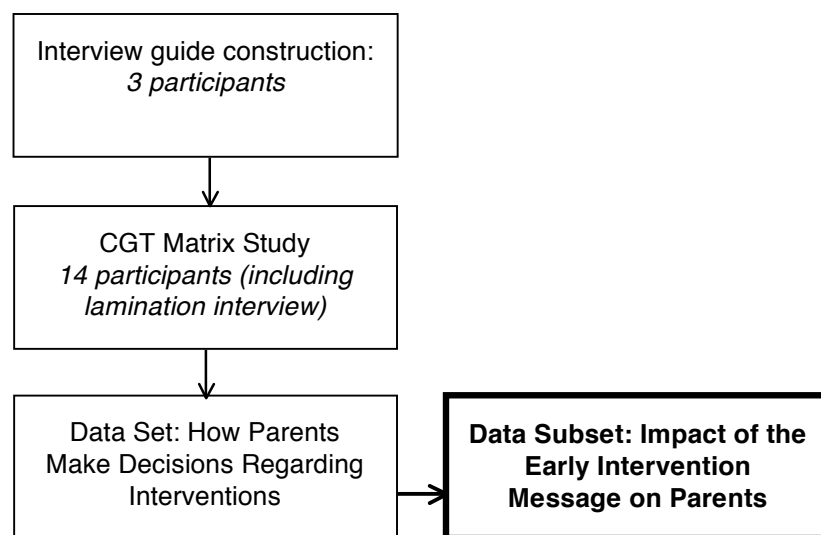 Interview guide construction:
3 participants
CGT Matrix Study
14 participants (including
lamination interview)
Data Set: How Parents
Make Decisions Regarding
Interventions
Data Subset: Impact of the
Early Intervention
Message on Parents